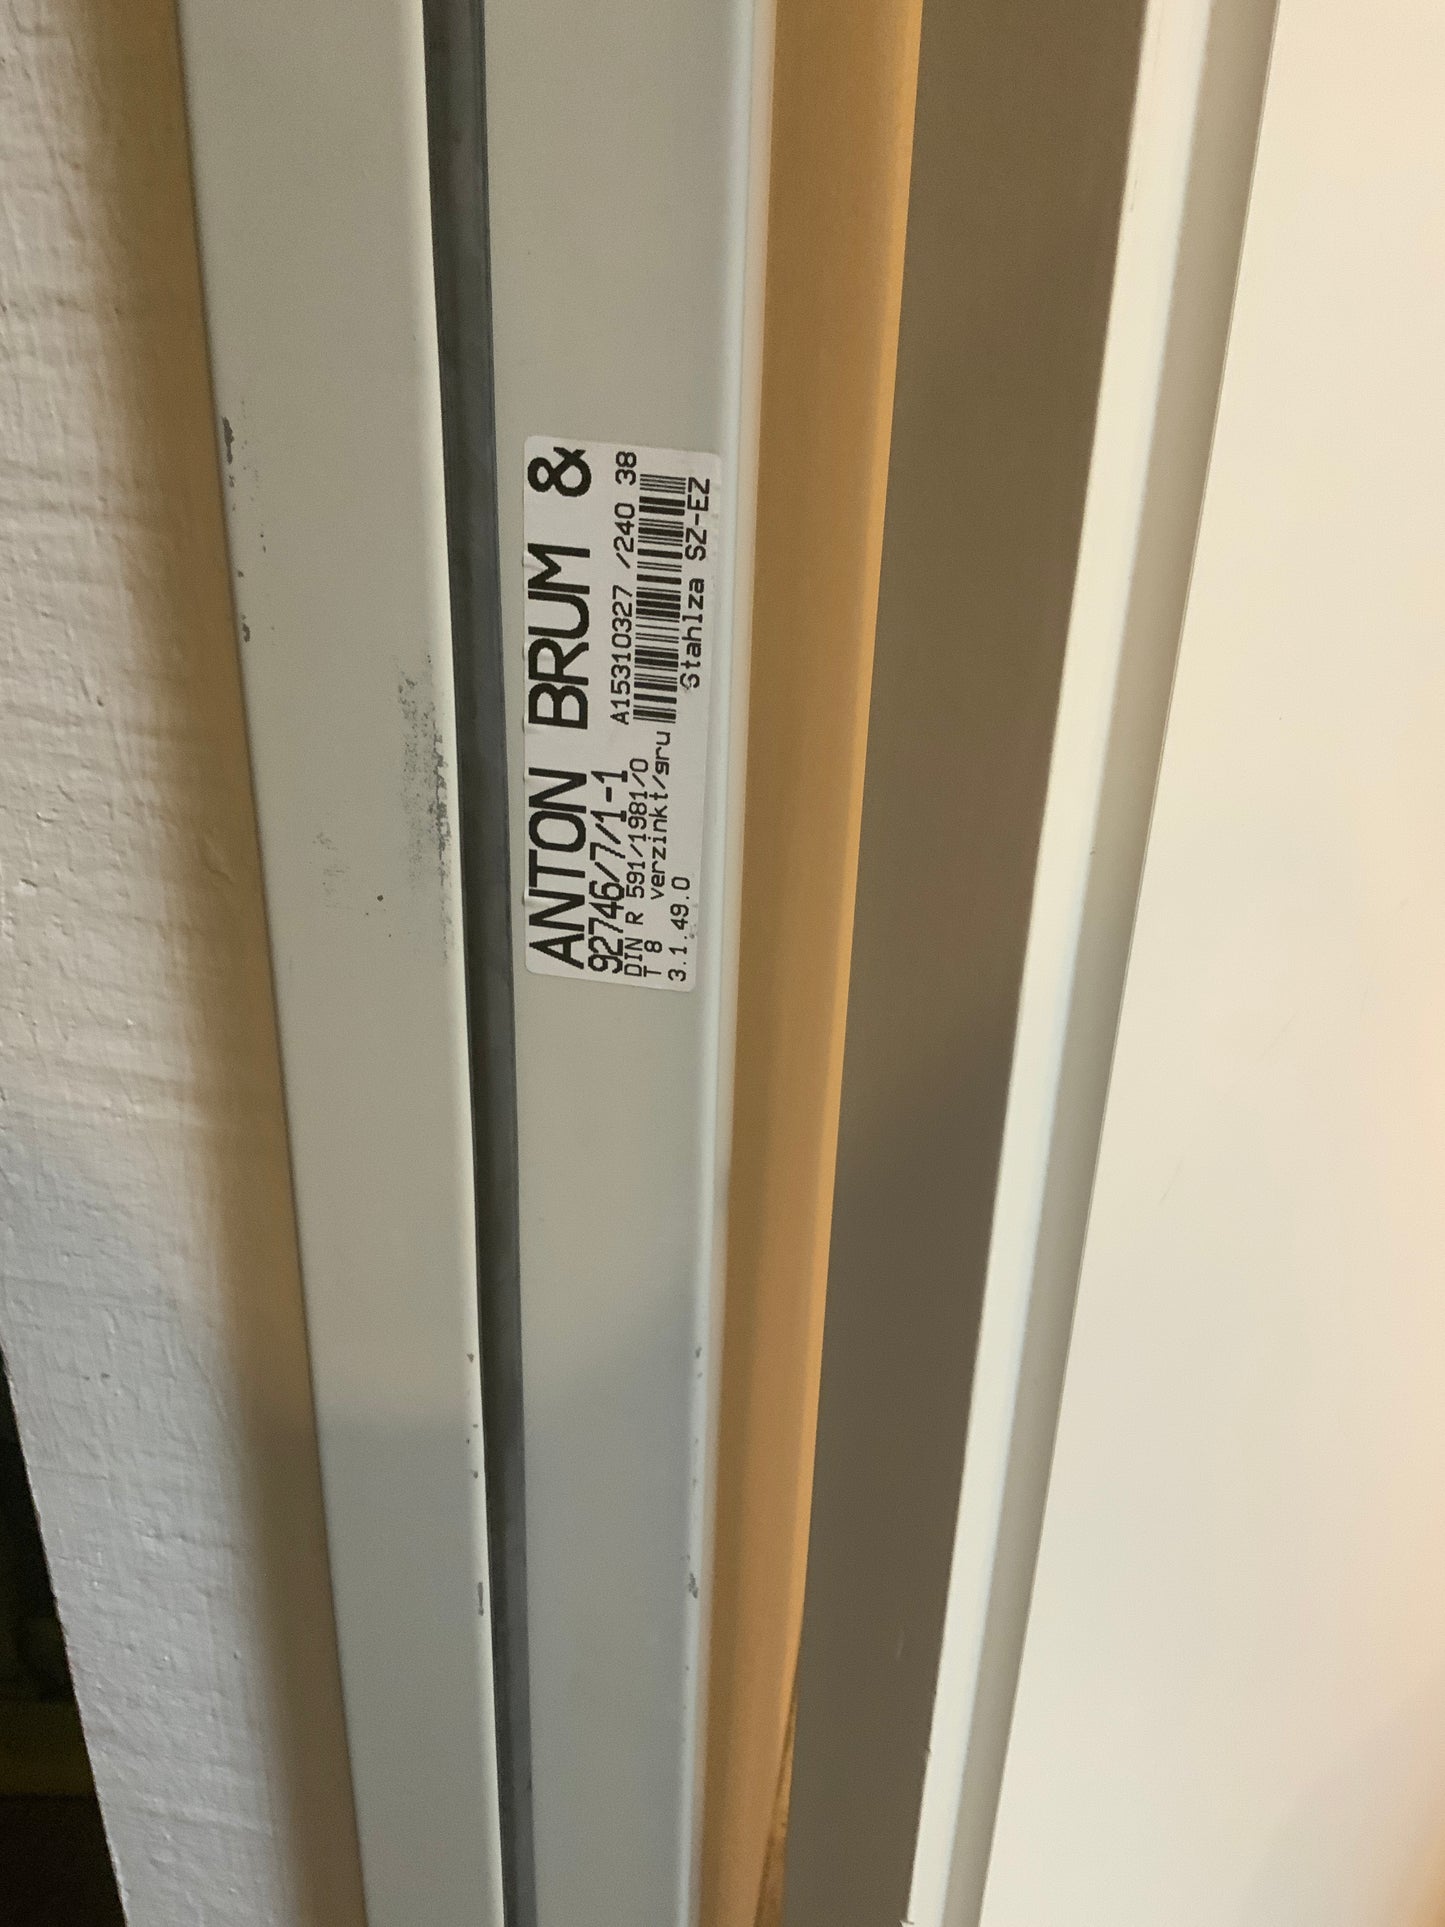 ANTON BRUM &
92746/7/1-1
A15310327 /240 38
DIN R 591/1981/0
T 8 verzinkt/gru
3.1.49.0
Stahlza SZ-EZ